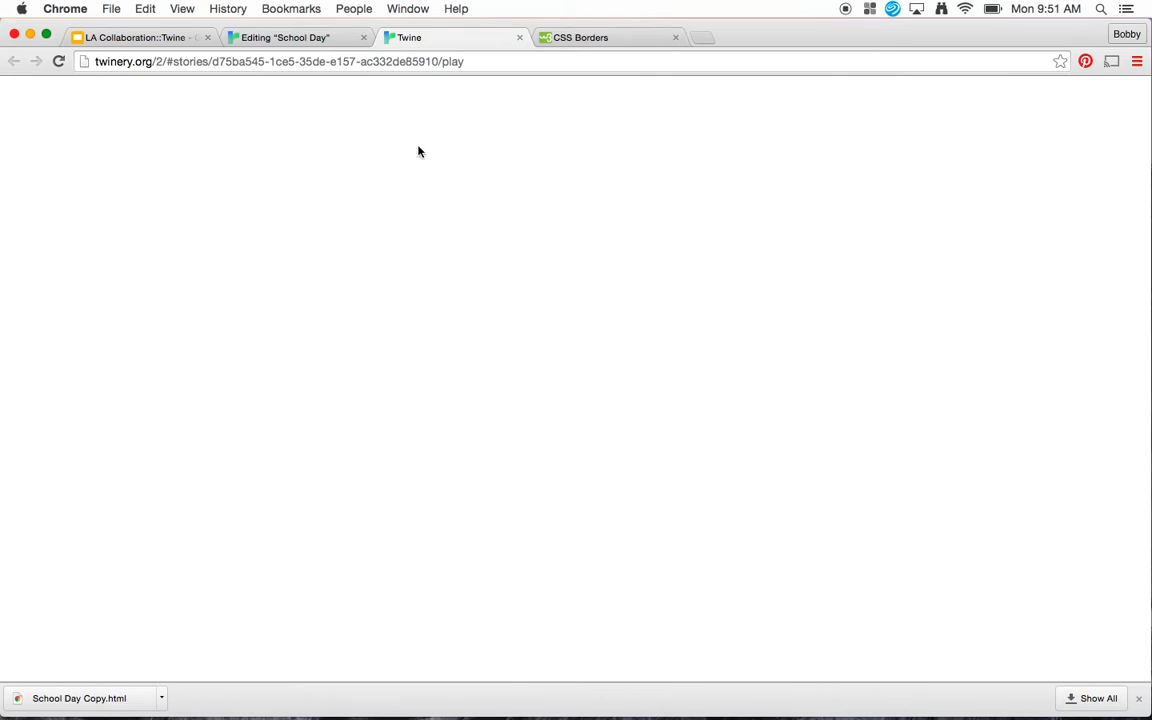 Chrome File Edit View History Bookmarks People Window Help Mon 9:51 AM
LA Collaboration::Twine - Editing “School Day” Twine CSS Borders Bobby
twinery.org/2/#stories/d75ba545-1ce5-35de-e157-ac332de85910/play
School Day Copy.html Show All